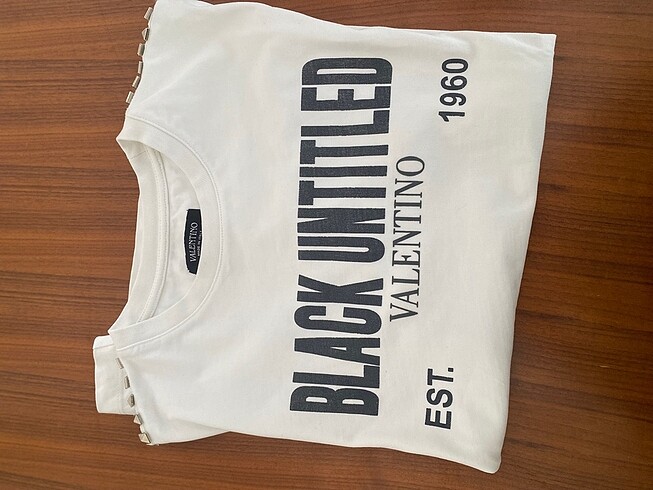 VALENTINO
BLACK UNTITLED
VALENTINO
EST. 1960